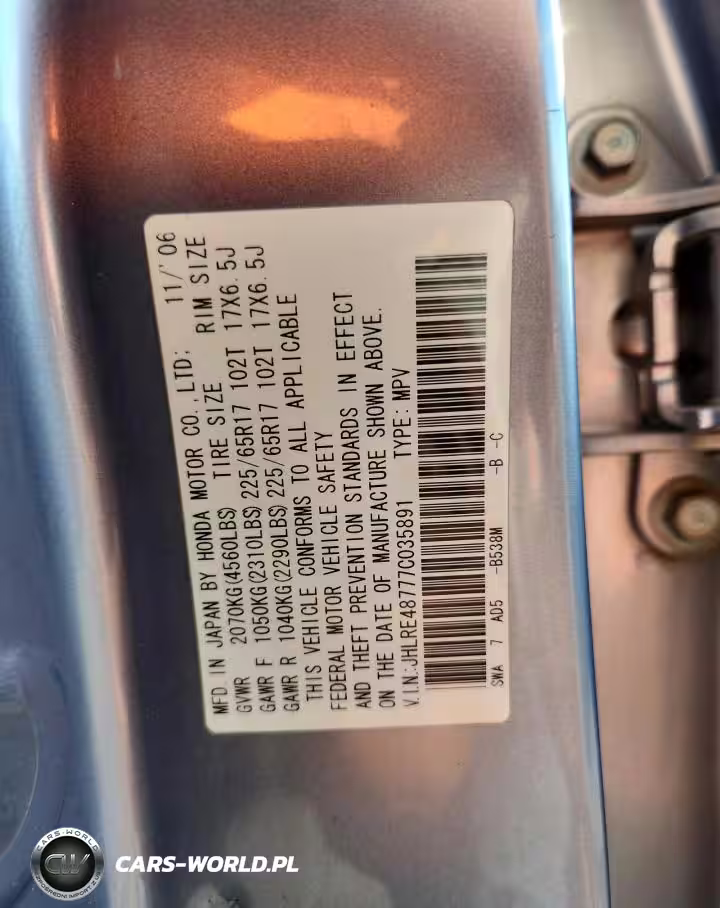 MFD. IN JAPAN BY HONDA MOTOR CO., LTD; 11/'06
GVWR 2070KG(4560LBS) TIRE SIZE RIM SIZE
GAWR F 1050KG(2310LBS) 225/65R17 102T 17X6.5J
GAWR R 1040KG(2290LBS) 225/65R17 102T 17X6.5J
THIS VEHICLE CONFORMS TO ALL APPLICABLE
FEDERAL MOTOR VEHICLE SAFETY
AND THEFT PREVENTION STANDARDS IN EFFECT
ON THE DATE OF MANUFACTURE SHOWN ABOVE.
V.I.N.:JHLRE48777C035891 TYPE: MPV
SWA 7 AD5 -B538M -B -C
CARS-WORLD
CW
CARS-WORLD.PL